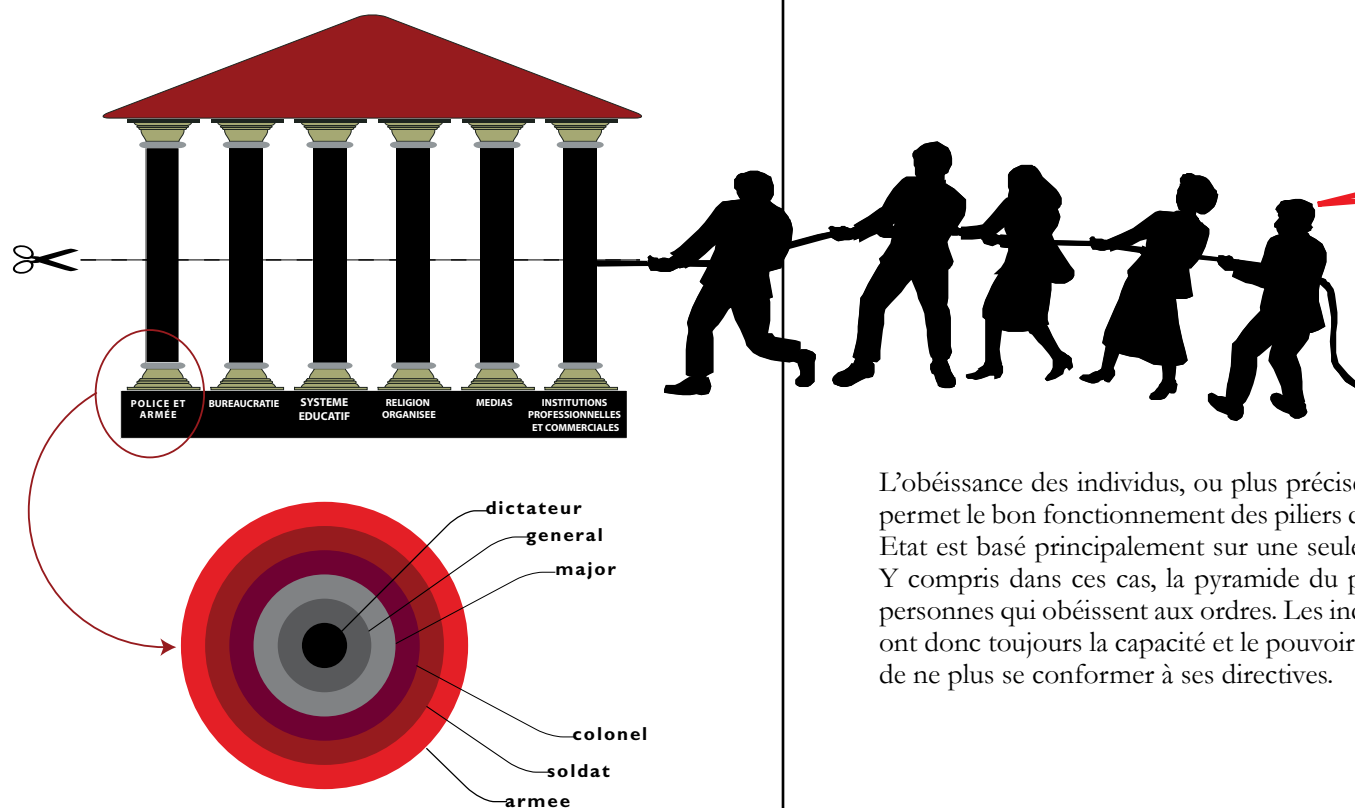 POLICE ET
ARMÉE
BUREAUCRATIE
SYSTEME
EDUCATIF
RELIGION
ORGANISEE
MEDIAS
INSTITUTIONS
PROFESSIONNELLES
ET COMMERCIALES
dictateur
general
major
colonel
soldat
armee
L’obéissance des individus, ou plus précis
permet le bon fonctionnement des piliers
Etat est basé principalement sur une seule
Y compris dans ces cas, la pyramide du
personnes qui obéissent aux ordres. Les
ont donc toujours la capacité et le pouvoir
de ne plus se conformer à ses directives.